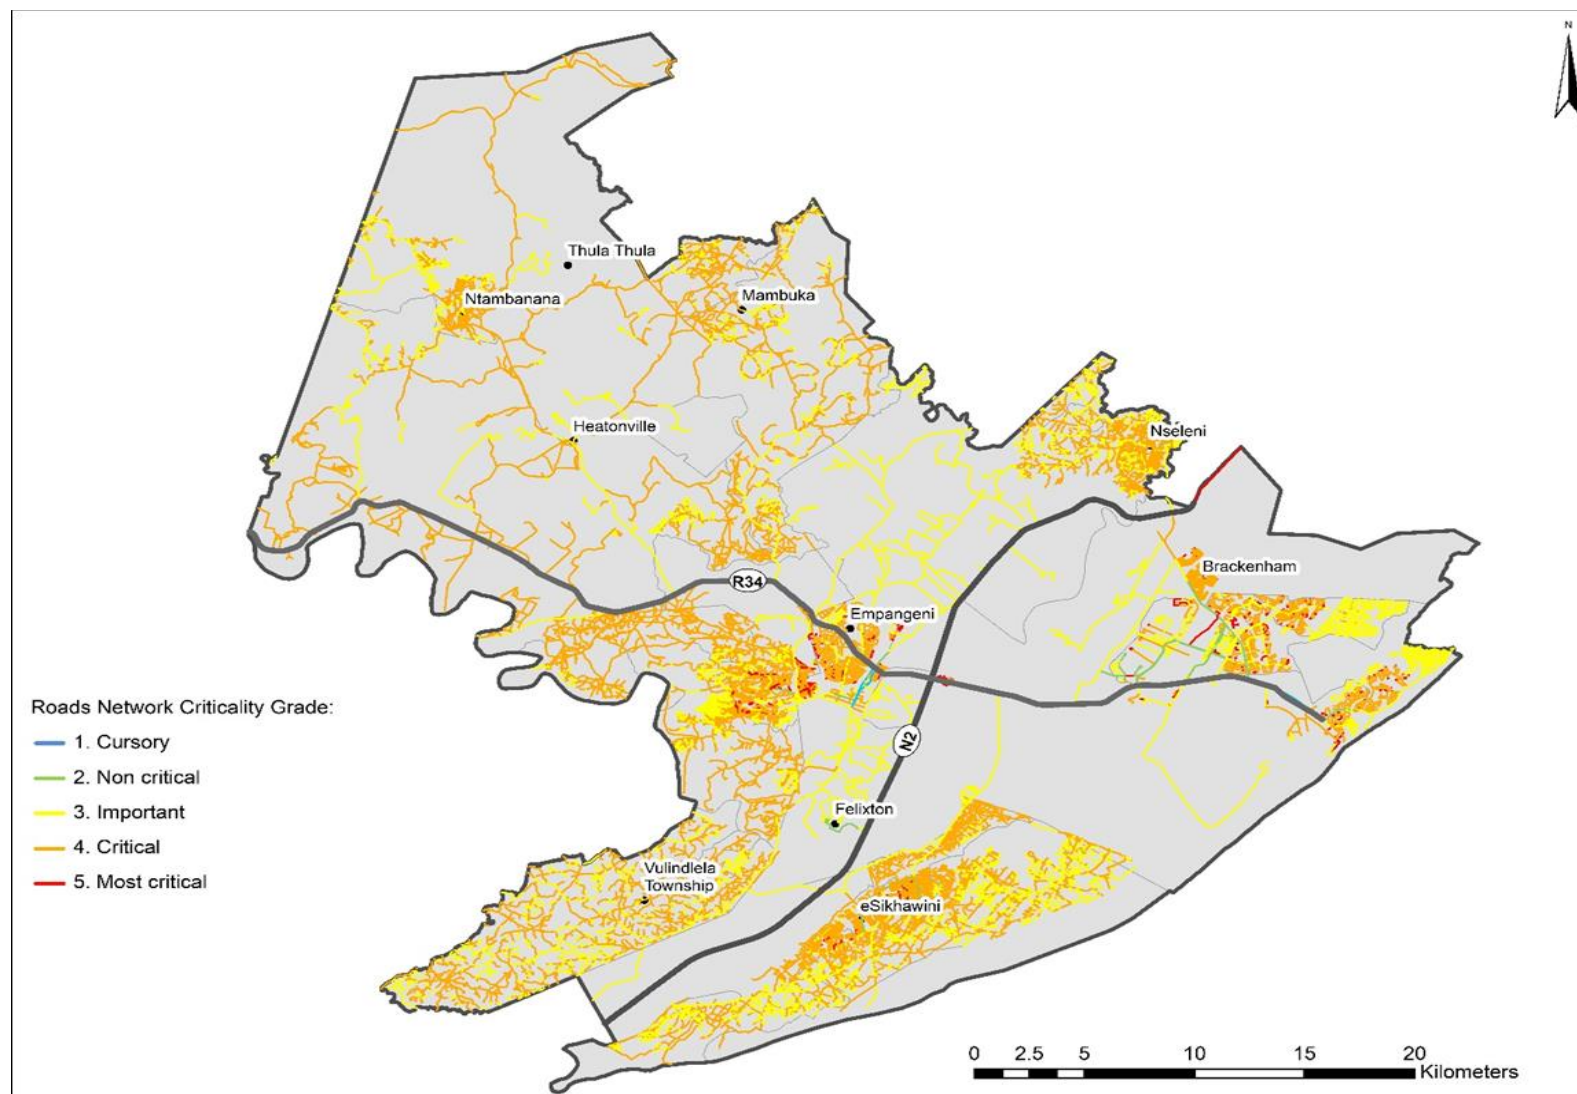 N
Thula Thula
Ntambanana
Mambuka
Heatonville
Nseleni
Brackenham
R34
Empangeni
N2
Felixton
Vulindlela
Township
eSikhawini
Roads Network Criticality Grade:
1. Cursory
2. Non critical
3. Important
4. Critical
5. Most critical
0 2.5 5 10 15 20
Kilometers